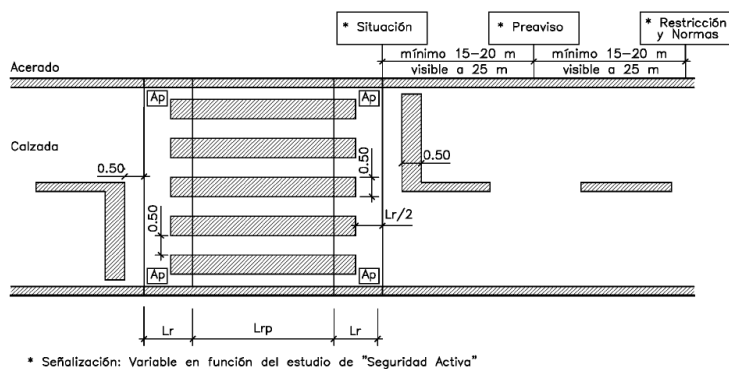 * Situación
* Preaviso
* Restricción
y Normas
mínimo 15-20 m
visible a 25 m
mínimo 15-20 m
visible a 25 m
Acerado
Ap
Ap
Calzada
0.50
0.50
0.50
Lr/2
0.50
Ap
Ap
Lr
Lrp
Lr
* Señalización: Variable en función del estudio de "Seguridad Activa"